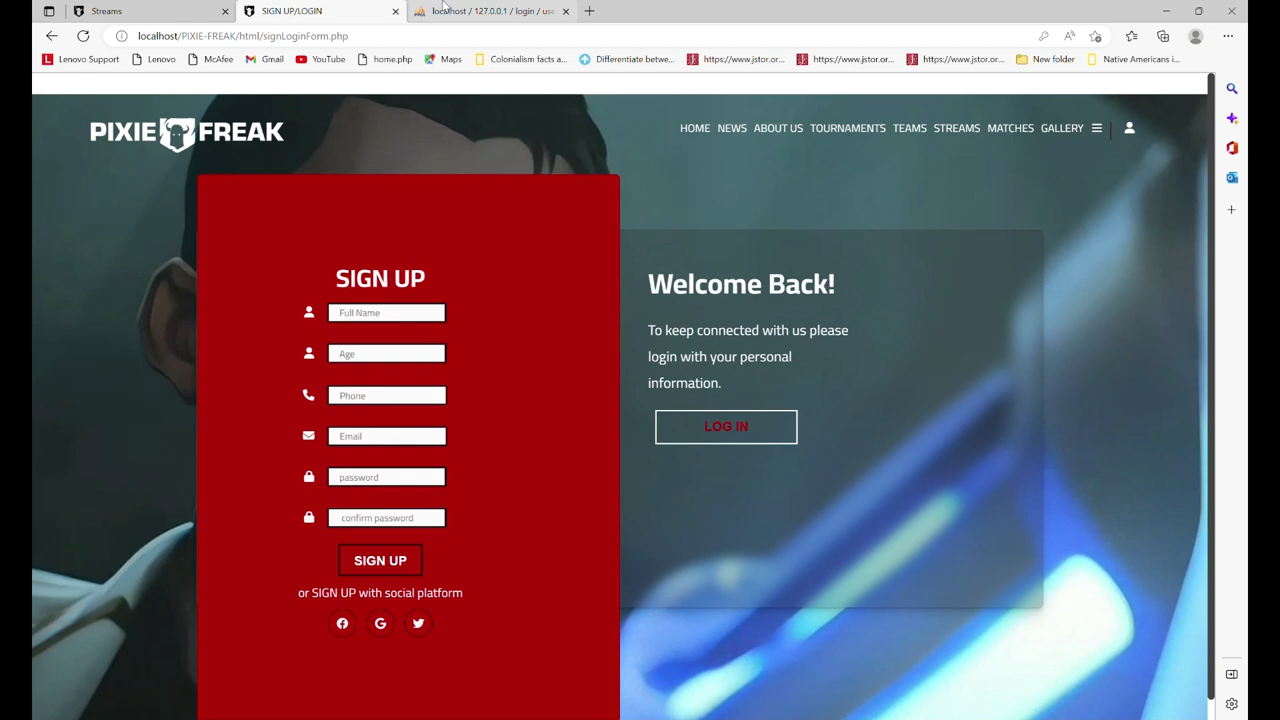 Streams
SIGN UP/LOGIN
localhost / 127.0.0.1 / login / use
localhost/PIXIE-FREAK/html/signLoginForm.php
Lenovo Support
Lenovo
McAfee
Gmail
YouTube
home.php
Maps
Colonialism facts a...
Differentiate betwe...
https://www.jstor.or...
https://www.jstor.or...
https://www.jstor.or...
New folder
Native Americans i...
PIXIE FREAK
HOME
NEWS
ABOUT US
TOURNAMENTS
TEAMS
STREAMS
MATCHES
GALLERY
SIGN UP
Full Name
Age
Phone
Email
password
confirm password
SIGN UP
or SIGN UP with social platform
Welcome Back!
To keep connected with us please
login with your personal
information.
LOG IN